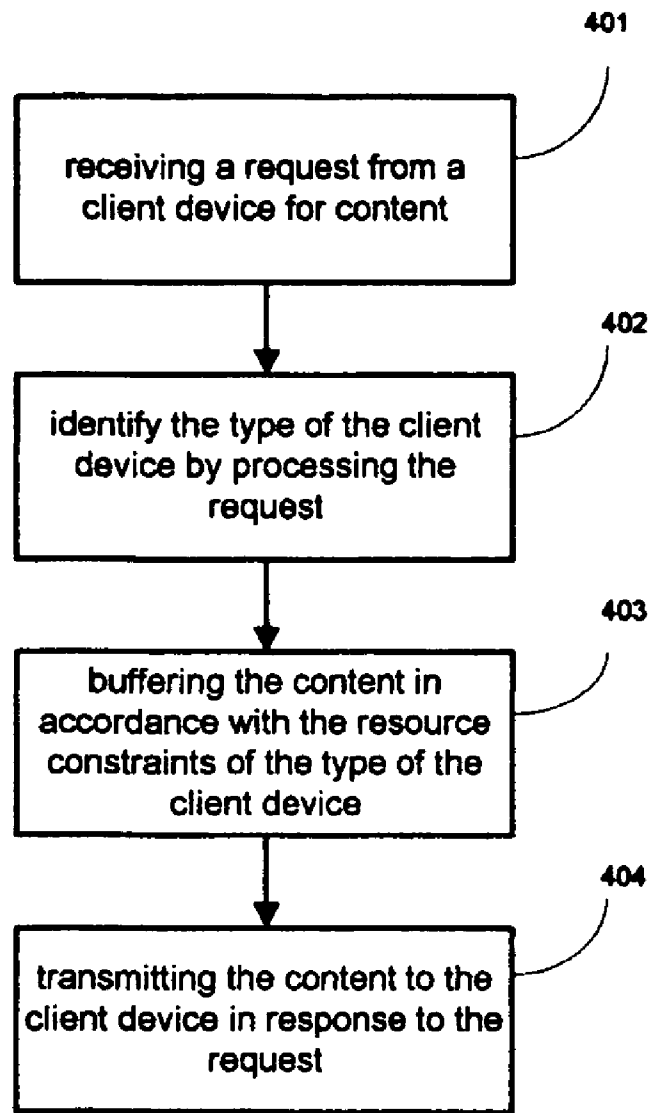 401
receiving a request from a
client device for content
402
identify the type of the client
device by processing the
request
403
buffering the content in
accordance with the resource
constraints of the type of the
client device
404
transmitting the content to the
client device in response to the
request